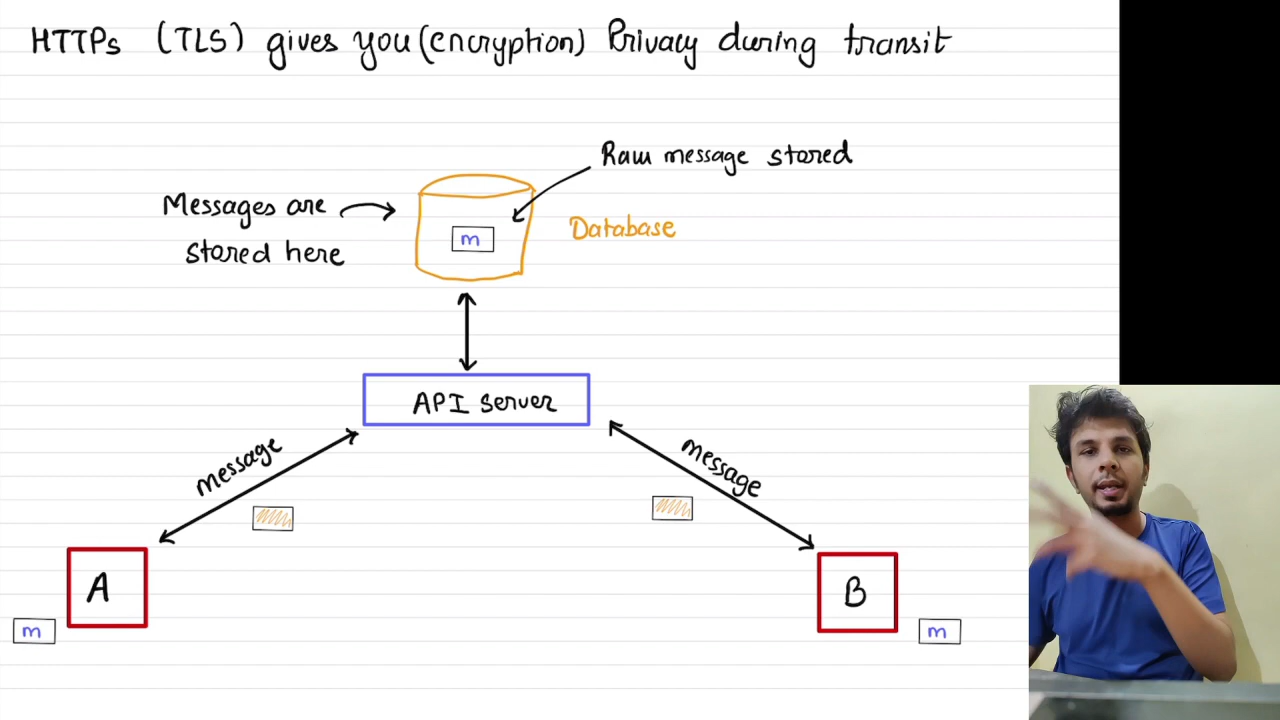 HTTPs (TLS) gives you (encryption) Privacy during transit
Raw message stored
Messages are
stored here
m
Database
API server
message
message
A
B
m
m